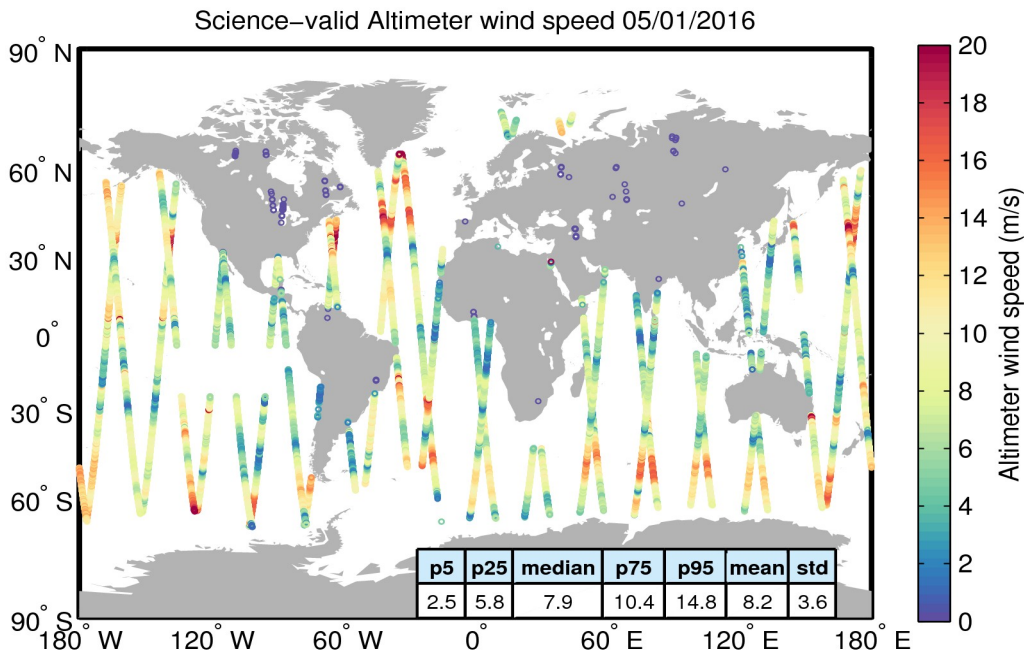 Science−valid Altimeter wind speed 05/01/2016
90° N
60° N
30° N
0°
30° S
60° S
90° S
180° W
120° W
60° W
0°
60° E
120° E
180° E
p5 p25 median p75 p95 mean std
2.5 5.8 7.9 10.4 14.8 8.2 3.6
20
18
16
14
12
10
8
6
4
2
0
Altimeter wind speed (m/s)